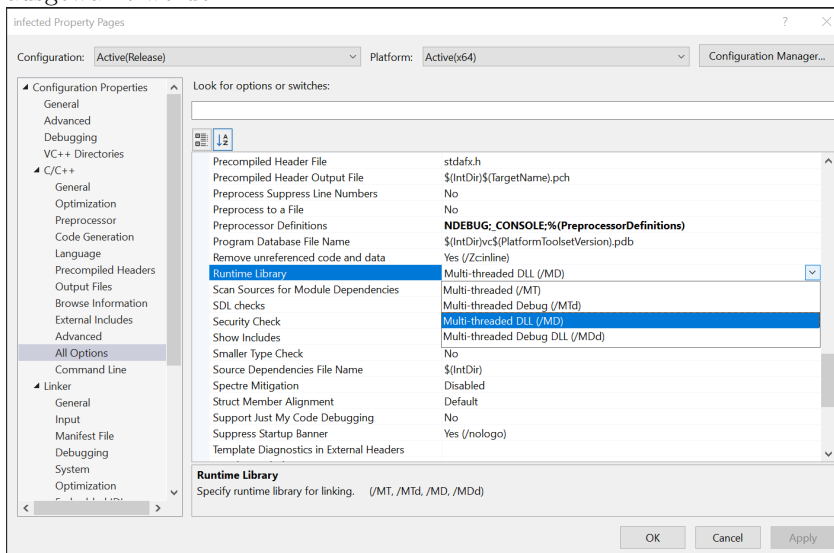 infected Property Pages
Configuration: Active(Release) Platform: Active(x64) Configuration Manager...
Configuration Properties
General
Advanced
Debugging
VC++ Directories
C/C++
General
Optimization
Preprocessor
Code Generation
Language
Precompiled Headers
Output Files
Browse Information
External Includes
Advanced
All Options
Command Line
Linker
General
Input
Manifest File
Debugging
System
Optimization
Look for options or switches:
Precompiled Header File stdafx.h
Precompiled Header Output File $(IntDir)$(TargetName).pch
Preprocess Suppress Line Numbers No
Preprocess to a File No
Preprocessor Definitions NDEBUG;_CONSOLE;%(PreprocessorDefinitions)
Program Database File Name $(IntDir)vc$(PlatformToolsetVersion).pdb
Remove unreferenced code and data Yes (/Zc:inline)
Runtime Library Multi-threaded DLL (/MD)
Scan Sources for Module Dependencies Multi-threaded (/MT)
SDL checks Multi-threaded Debug (/MTd)
Security Check Multi-threaded DLL (/MD)
Show Includes Multi-threaded Debug DLL (/MDd)
Smaller Type Check No
Source Dependencies File Name $(IntDir)
Spectre Mitigation Disabled
Struct Member Alignment Default
Support Just My Code Debugging No
Suppress Startup Banner Yes (/nologo)
Template Diagnostics in External Headers
Runtime Library
Specify runtime library for linking. (/MT, /MTd, /MD, /MDd)
OK Cancel Apply